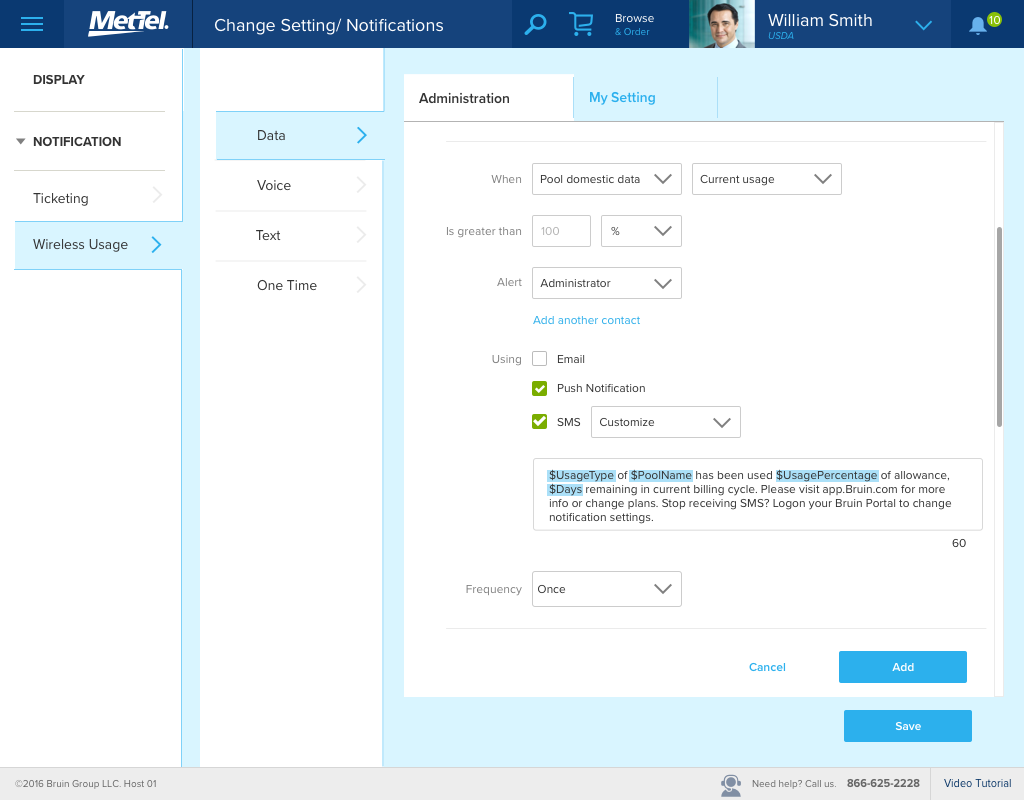 MetTel.
Change Setting/ Notifications
Browse
& Order
William Smith
USDA
10
DISPLAY
NOTIFICATION
Ticketing
Wireless Usage
Data
Voice
Text
One Time
Administration
My Setting
When
Pool domestic data
Current usage
Is greater than
100
%
Alert
Administrator
Add another contact
Using
Email
Push Notification
SMS
Customize
$UsageType of $PoolName has been used $UsagePercentage of allowance,
$Days remaining in current billing cycle. Please visit app.Bruin.com for more
info or change plans. Stop receiving SMS? Logon your Bruin Portal to change
notification settings.
60
Frequency
Once
Cancel
Add
Save
©2016 Bruin Group LLC. Host 01
Need help? Call us.
866-625-2228
Video Tutorial